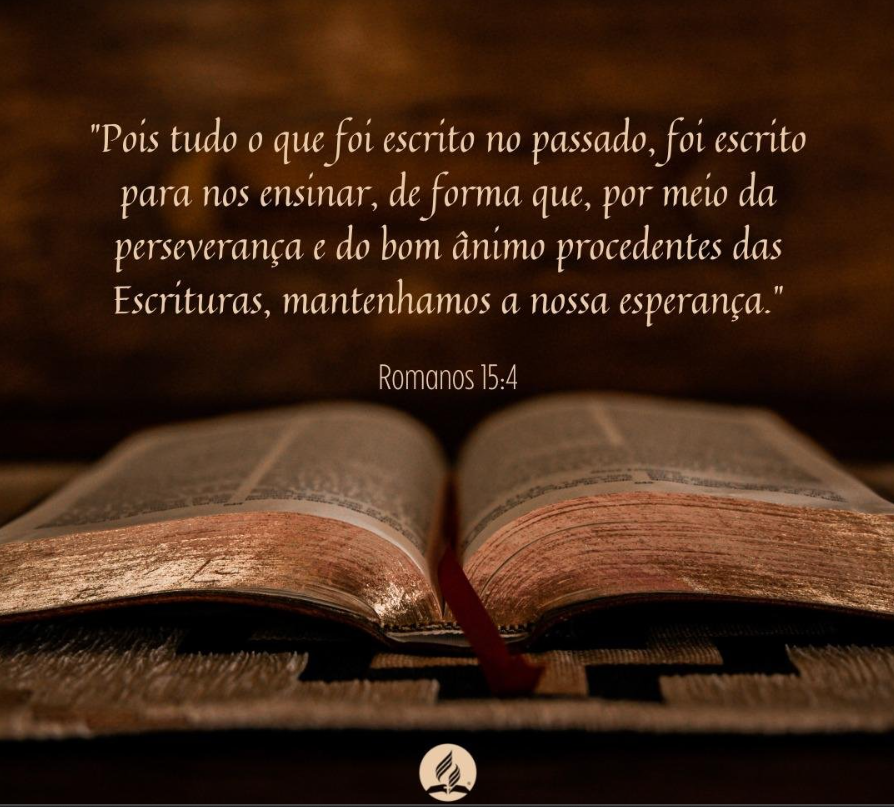 "Pois tudo o que foi escrito no passado, foi escrito
para nos ensinar, de forma que, por meio da
perseverança e do bom ânimo procedentes das
Escrituras, mantenhamos a nossa esperança."
Romanos 15:4